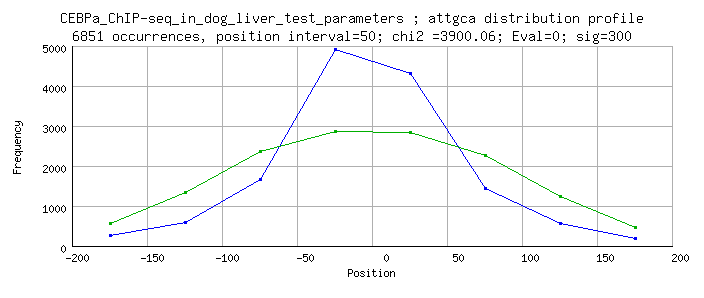 CEBPa_ChIP-seq_in_dog_liver_test_parameters ; attgca distribution profile
6851 occurrences, position interval=50; chi2 =3900.06; Eval=0; sig=300
5000
4000
3000
2000
1000
0
Frequency
-200 -150 -100 -50 0 50 100 150 200
Position